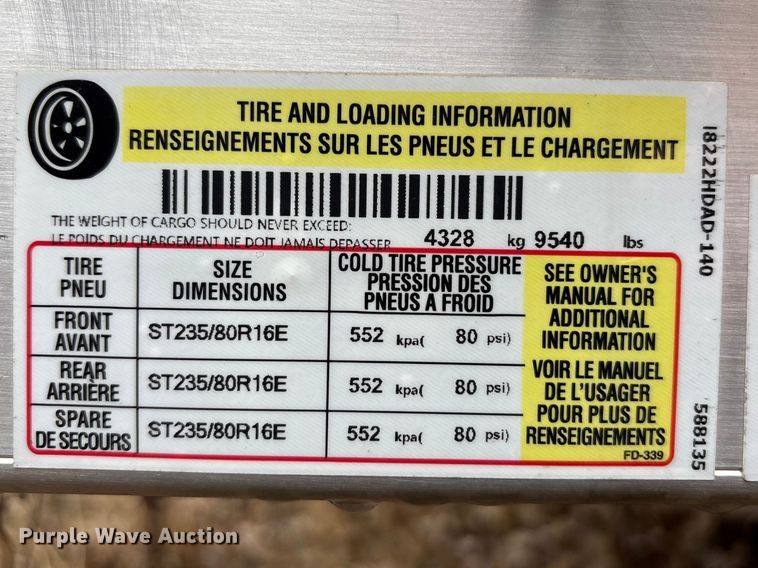 TIRE AND LOADING INFORMATION
RENSEIGNEMENTS SUR LES PNEUS ET LE CHARGEMENT
THE WEIGHT OF CARGO SHOULD NEVER EXCEED:
LE POIDS DU CHARGEMENT NE DOIT JAMAIS DEPASSER 4328 kg 9540 lbs
TIRE
PNEU
SIZE
DIMENSIONS
COLD TIRE PRESSURE
PRESSION DES
PNEUS A FROID
FRONT
AVANT
ST235/80R16E 552 kpa( 80 psi)
REAR
ARRIÈRE
ST235/80R16E 552 kpa( 80 psi)
SPARE
DE SECOURS
ST235/80R16E 552 kpa( 80 psi)
SEE OWNER'S
MANUAL FOR
ADDITIONAL
INFORMATION
VOIR LE MANUEL
DE L'USAGER
POUR PLUS DE
RENSEIGNEMENTS
FD-339
I8222HDAD-140
588135
Purple Wave Auction